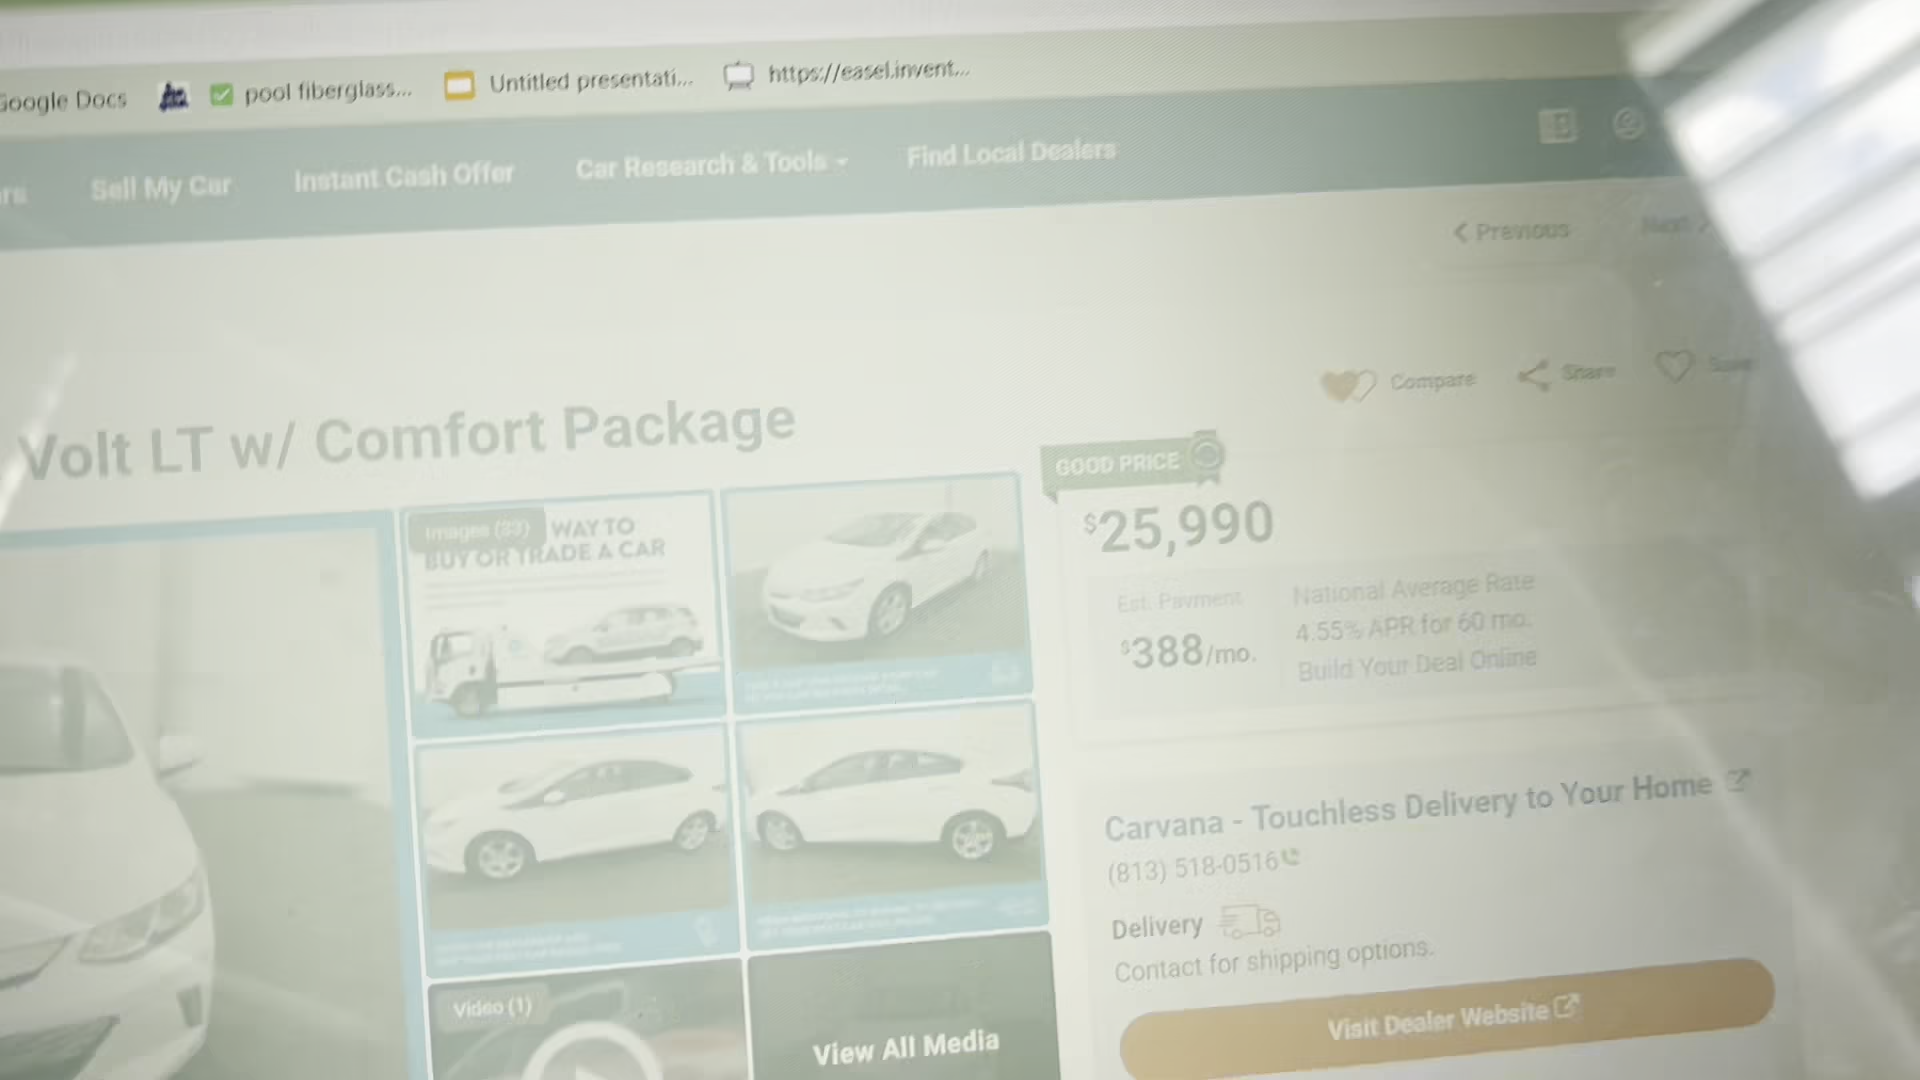 Google Docs
pool fiberglass...
Untitled presentati...
https://easel.invent...
Sell My Car
Instant Cash Offer
Car Research & Tools
Find Local Dealers
< Previous
Next >
Compare
Share
Save
Volt LT w/ Comfort Package
Images (33)
WAY TO
BUY OR TRADE A CAR
GOOD PRICE
$25,990
Est. Payment
$388/mo.
National Average Rate
4.55% APR for 60 mo.
Build Your Deal Online
Carvana - Touchless Delivery to Your Home
(813) 518-0516
Delivery
Contact for shipping options.
Visit Dealer Website
Video (1)
View All Media